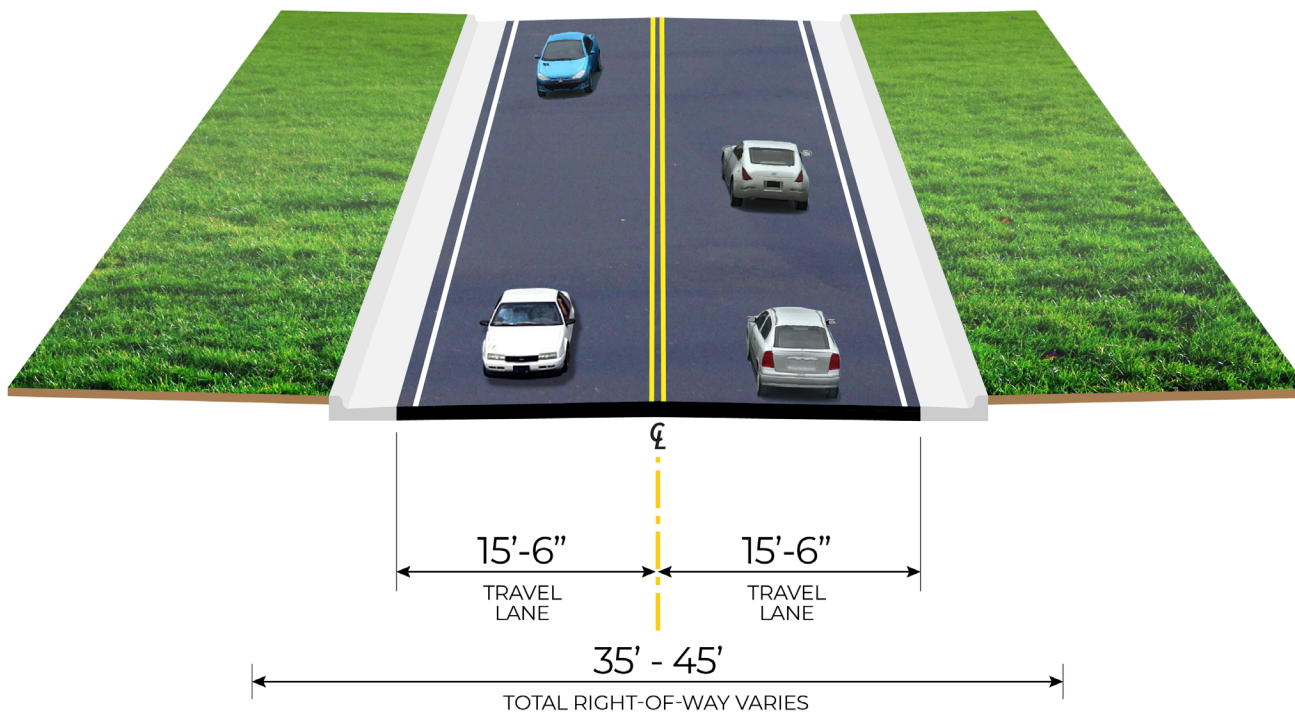 ℄
15’-6” 15’-6”
TRAVEL TRAVEL
LANE LANE
35’ - 45’
TOTAL RIGHT-OF-WAY VARIES